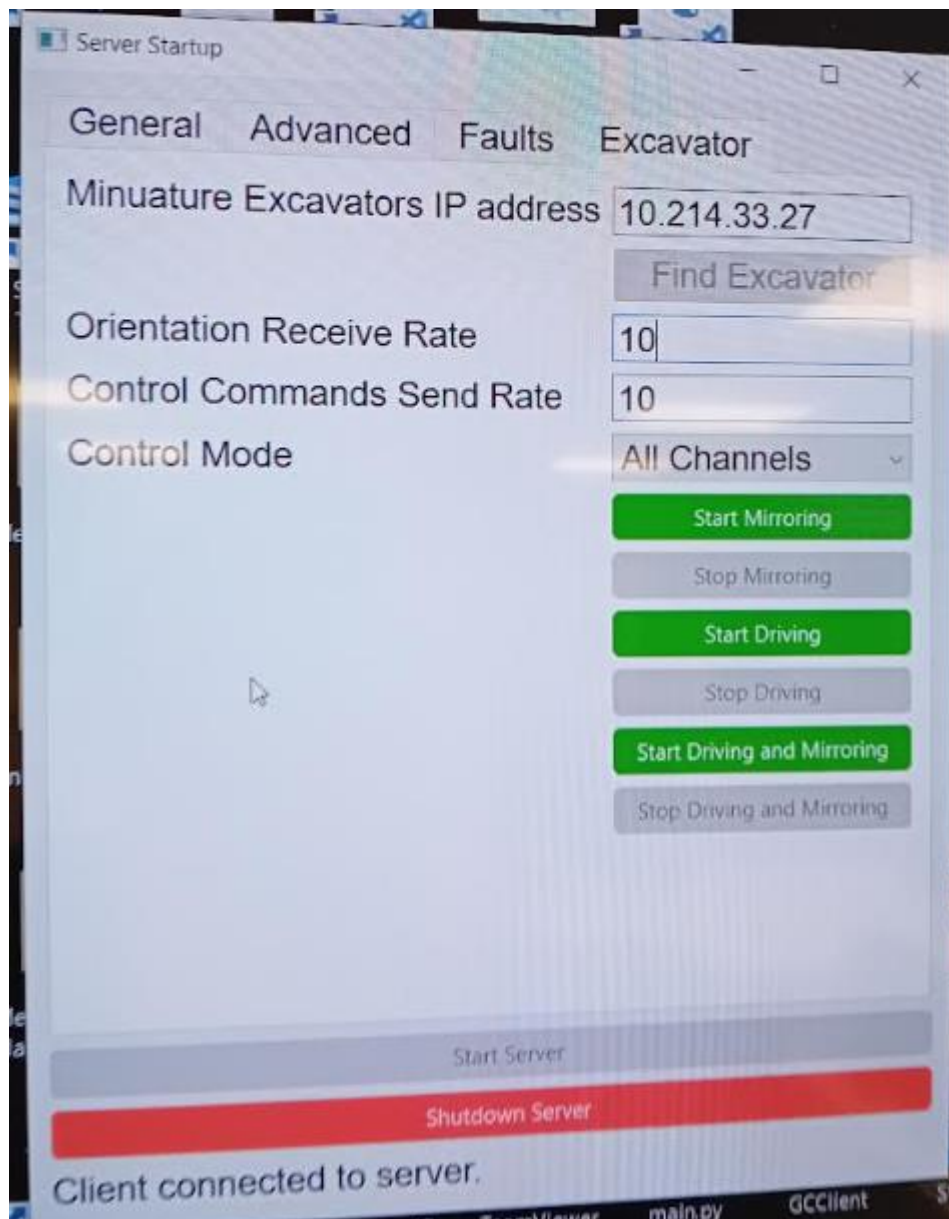 Server Startup
General Advanced Faults Excavator
Minuature Excavators IP address 10.214.33.27
Find Excavator
Orientation Receive Rate 10
Control Commands Send Rate 10
Control Mode All Channels
Start Mirroring
Stop Mirroring
Start Driving
Stop Driving
Start Driving and Mirroring
Stop Driving and Mirroring
Start Server
Shutdown Server
Client connected to server.
main.py GCClient